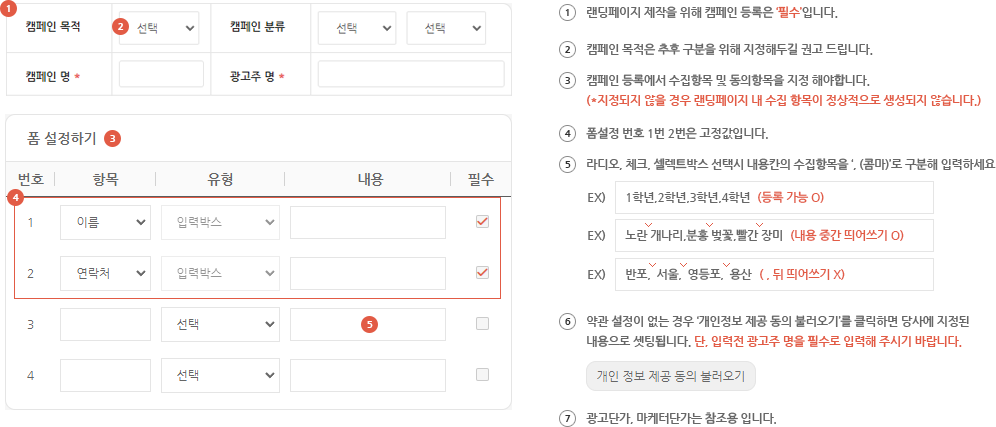 1
캠페인 목적
2
선택
캠페인 분류
선택
선택
캠페인 명 *
광고주 명 *
폼 설정하기 3
번호 항목 유형 내용 필수
4
1 이름 입력박스
2 연락처 입력박스
3 선택 5
4 선택
1 랜딩페이지 제작을 위해 캠페인 등록은 '필수'입니다.
2 캠페인 목적은 추후 구분을 위해 지정해두길 권고 드립니다.
3 캠페인 등록에서 수집항목 및 동의항목을 지정 해야합니다.
(*지정되지 않을 경우 랜딩페이지 내 수집 항목이 정상적으로 생성되지 않습니다.)
4 폼설정 번호 1번 2번은 고정값입니다.
5 라디오, 체크, 셀렉트박스 선택시 내용칸의 수집항목을 ', (콤마)'로 구분해 입력하세요
EX) 1학년,2학년,3학년,4학년 (등록 가능 O)
EX) 노란 개나리,분홍 벚꽃,빨간 장미 (내용 중간 띄어쓰기 O)
EX) 반포, 서울, 영등포, 용산 ( , 뒤 띄어쓰기 X)
6 약관 설정이 없는 경우 '개인정보 제공 동의 불러오기'를 클릭하면 당사에 지정된
내용으로 셋팅됩니다. 단, 입력전 광고주 명을 필수로 입력해 주시기 바랍니다.
개인 정보 제공 동의 불러오기
7 광고단가, 마케터단가는 참조용 입니다.